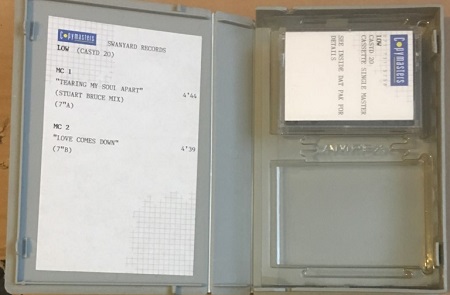 Copymasters
SWANYARD RECORDS
LOW (CASTD 20)
MC 1
"TEARING MY SOUL APART" 4'44
(STUART BRUCE MIX)
(7"A)
MC 2
"LOVE COMES DOWN" 4'39
(7"B)
Copymasters
LOW
CASTD 20
CASSETTE SINGLE MASTER
SEE INSIDE DAT PAK FOR
DETAILS